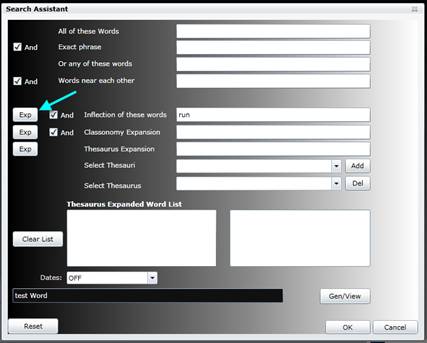 Search Assistant
All of these Words
And Exact phrase
Or any of these words
And Words near each other
Exp And Inflection of these words run
Exp And Classonomy Expansion
Exp Thesaurus Expansion
Select Thesauri Add
Select Thesaurus Del
Thesaurus Expanded Word List
Clear List
Dates: OFF
test Word Gen/View
Reset OK Cancel